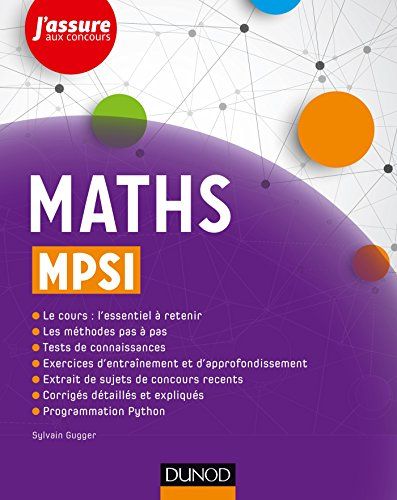 J'assure
aux concours
MATHS
MPSI
Le cours : l'essentiel à retenir
Les méthodes pas à pas
Tests de connaissances
Exercices d'entraînement et d'approfondissement
Extrait de sujets de concours recents
Corrigés détaillés et expliqués
Programmation Python
Sylvain Gugger
DUNOD